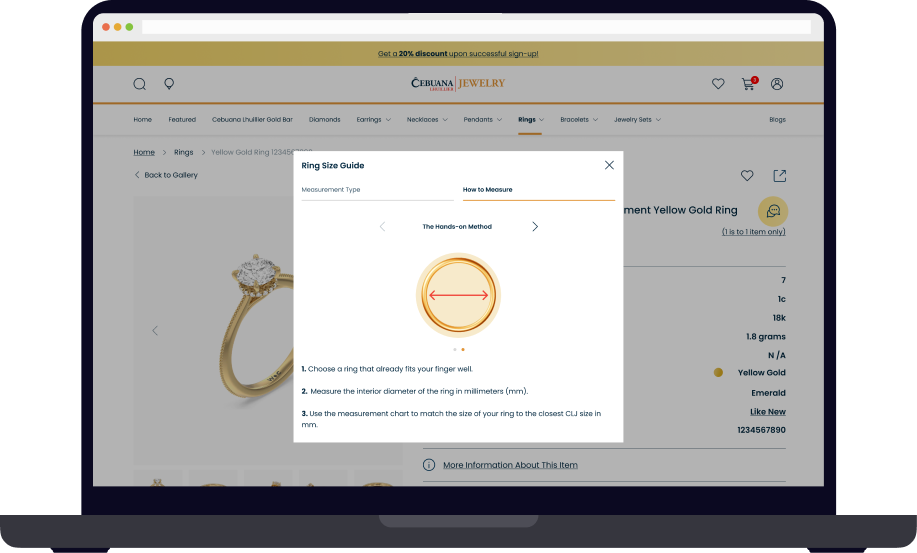 Get a 20% discount upon successful sign-up!
CEBUANA LHUILLIER JEWELRY
3
Home Featured Cebuana Lhuillier Gold Bar Diamonds Earrings Necklaces Pendants Rings Bracelets Jewelry Sets Blogs
Home > Rings > Yellow Gold Ring 1234567890
Back to Gallery
Ring Size Guide
Measurement Type How to Measure
The Hands-on Method
1. Choose a ring that already fits your finger well.
2. Measure the interior diameter of the ring in millimeters (mm).
3. Use the measurement chart to match the size of your ring to the closest CLJ size in
mm.
ment Yellow Gold Ring
(1 is to 1 item only)
7
1c
18k
1.8 grams
N /A
Yellow Gold
Emerald
Like New
1234567890
More Information About This Item